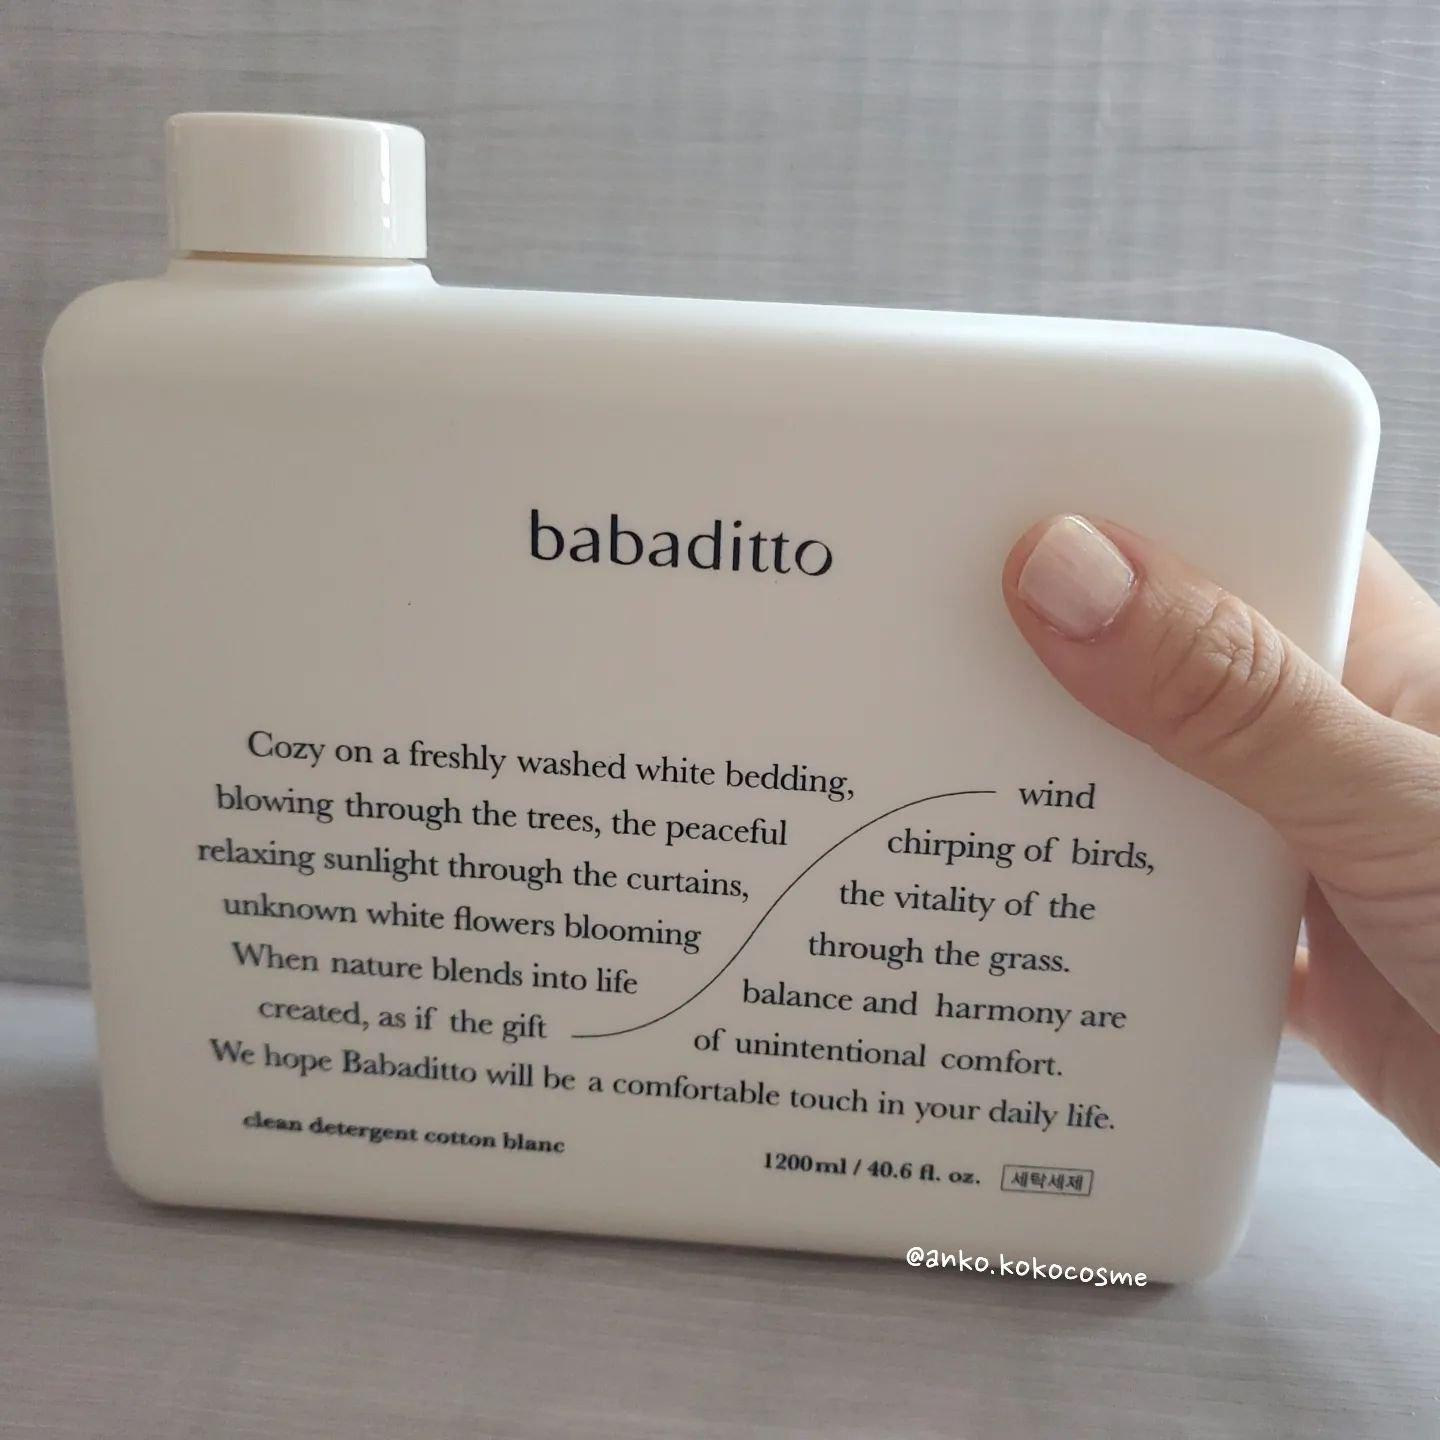 babaditto
Cozy on a freshly washed white bedding, wind
blowing through the trees, the peaceful chirping of birds,
relaxing sunlight through the curtains, the vitality of the
unknown white flowers blooming through the grass.
When nature blends into life balance and harmony are
created, as if the gift of unintentional comfort.
We hope Babaditto will be a comfortable touch in your daily life.
clean detergent cotton blanc
1200ml / 40.6 fl. oz. 세탁세제
@anko.kokocosme